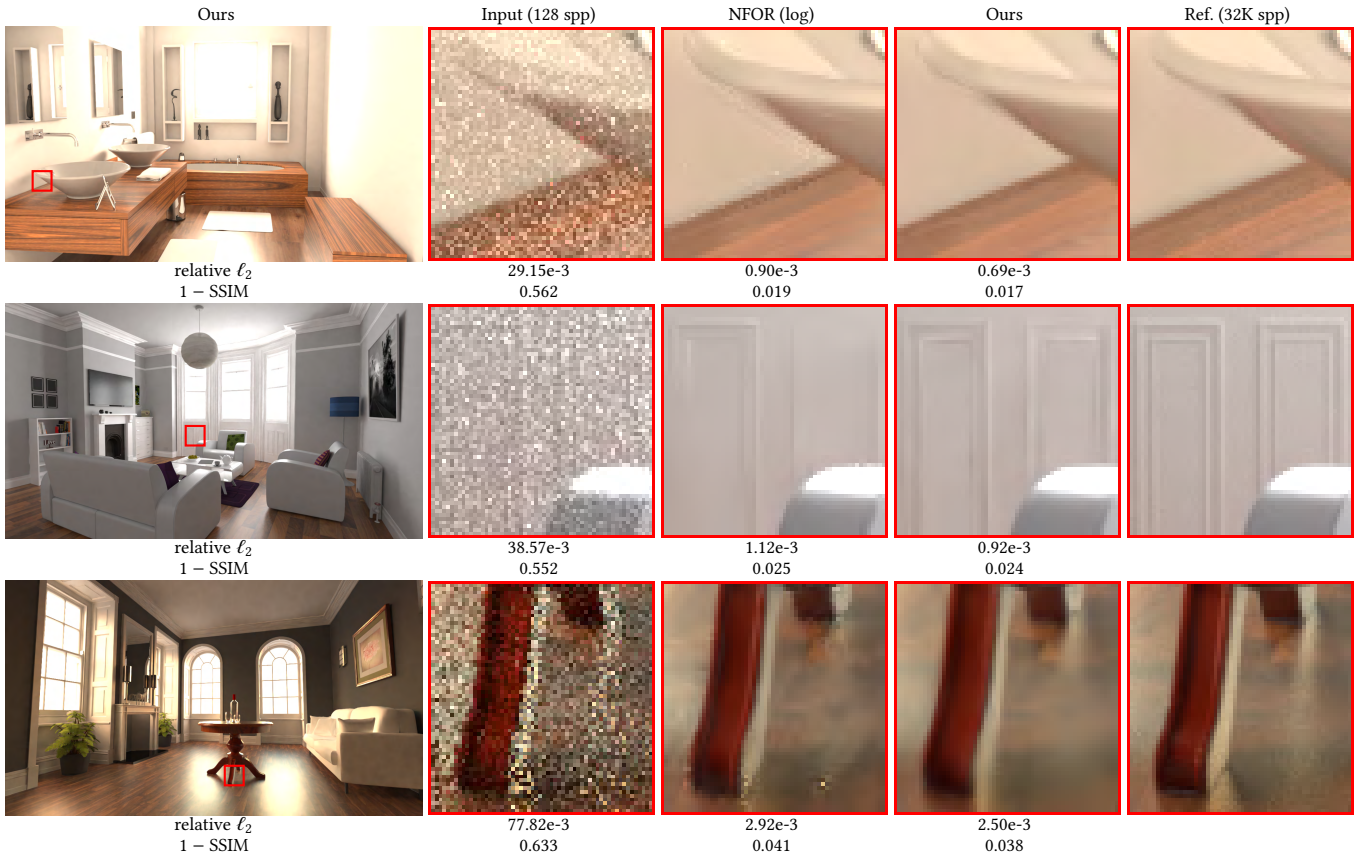 Ours Input (128 spp) NFOR (log) Ours Ref. (32K spp)
relative ℓ₂ 29.15e-3 0.90e-3 0.69e-3
1 − SSIM 0.562 0.019 0.017
relative ℓ₂ 38.57e-3 1.12e-3 0.92e-3
1 − SSIM 0.552 0.025 0.024
relative ℓ₂ 77.82e-3 2.92e-3 2.50e-3
1 − SSIM 0.633 0.041 0.038